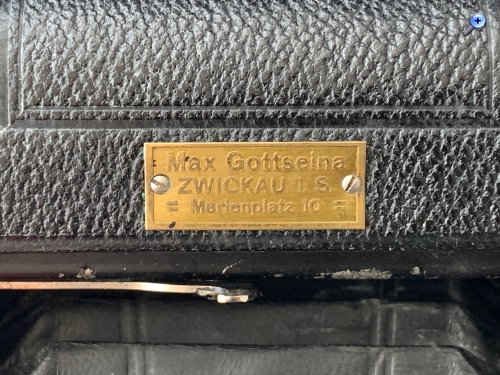 Max Gottseina
ZWICKAU i. S.
= Marienplatz 10 =